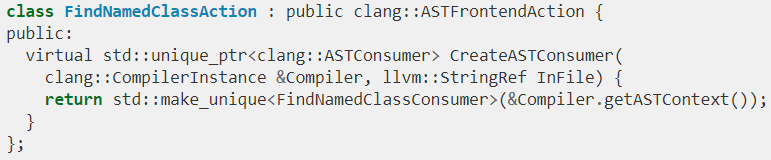 class FindNamedClassAction : public clang::ASTFrontendAction {
public:
  virtual std::unique_ptr<clang::ASTConsumer> CreateASTConsumer(
    clang::CompilerInstance &Compiler, llvm::StringRef InFile) {
    return std::make_unique<FindNamedClassConsumer>(&Compiler.getASTContext());
  }
};